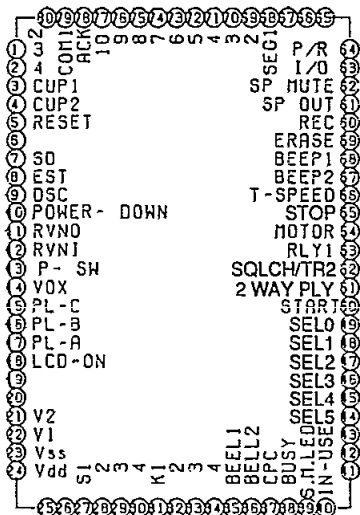 80 79 78 77 76 75 74 73 72 71 70 69 68 67 66 65
2 COM1 ACK 10 9 8 7 6 5 4 3 2 SEG1
1 3 P/R 64
2 4 I/O 63
3 CUP1 SP MUTE 62
4 CUP2 SP OUT 61
5 RESET REC 60
6 ERASE 59
7 SO BEEP1 58
8 EST BEEP2 57
9 OSC T-SPEED 56
10 POWER- DOWN STOP 55
11 RVNO MOTOR 54
12 RVNI RLY1 53
13 P- SW SQLCH/TR2 52
14 VOX 2 WAY PLY 51
15 PL-C START 50
16 PL-B SEL0 49
17 PL-A SEL1 48
18 LCD-ON SEL2 47
19 SEL3 46
20 SEL4 45
21 V2 SEL5 44
22 V1 43
23 Vss 42
24 Vdd 41
S1 2 3 4 K1 2 3 4 BEEL1 BELL2 CPC BUSY S.M.LED IN-USE
25 26 27 28 29 30 31 32 33 34 35 36 37 38 39 40